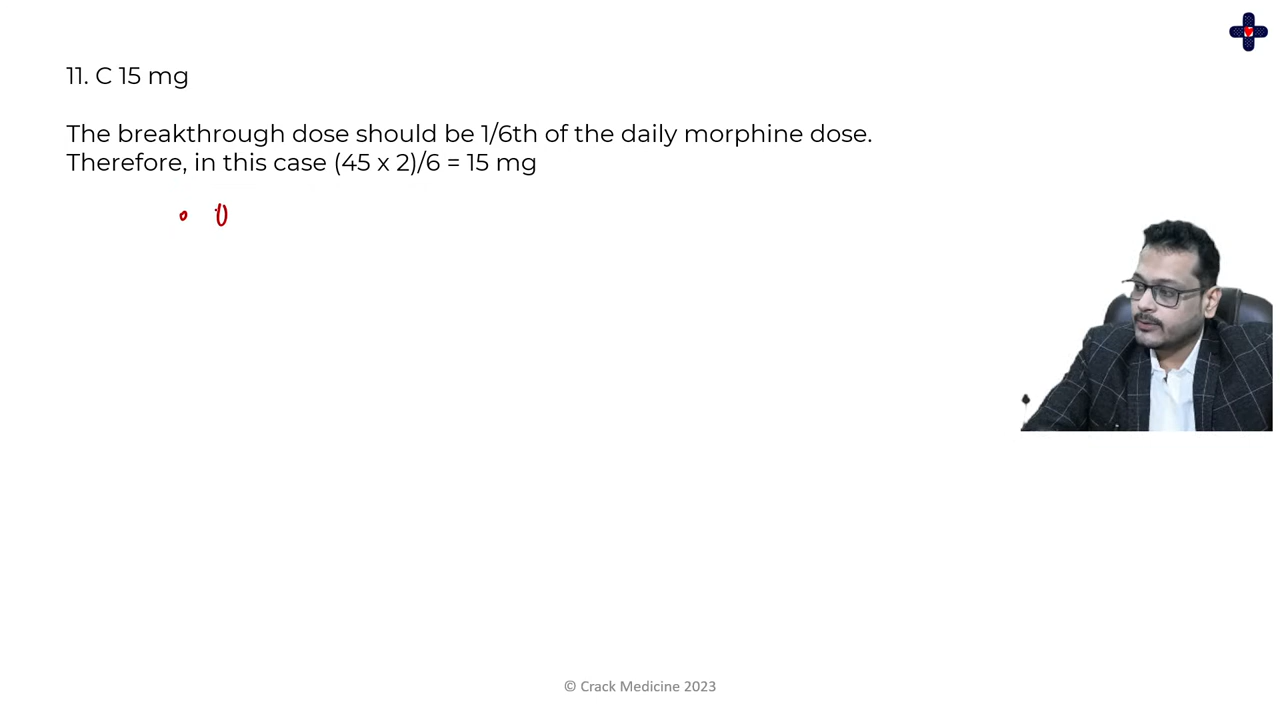 11. C 15 mg
The breakthrough dose should be 1/6th of the daily morphine dose.
Therefore, in this case (45 x 2)/6 = 15 mg
© Crack Medicine 2023